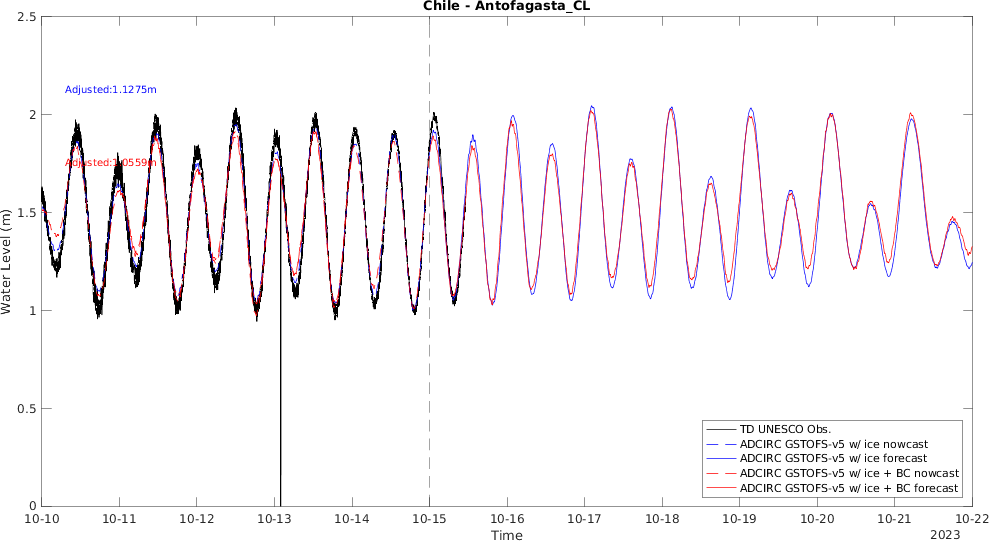 Chile - Antofagasta_CL
2.5
2
1.5
1
0.5
0
Water Level (m)
Adjusted:1.1275m
Adjusted:1.0559m
TD UNESCO Obs.
ADCIRC GSTOFS-v5 w/ ice nowcast
ADCIRC GSTOFS-v5 w/ ice forecast
ADCIRC GSTOFS-v5 w/ ice + BC nowcast
ADCIRC GSTOFS-v5 w/ ice + BC forecast
10-10 10-11 10-12 10-13 10-14 10-15 10-16 10-17 10-18 10-19 10-20 10-21 10-22
Time
2023